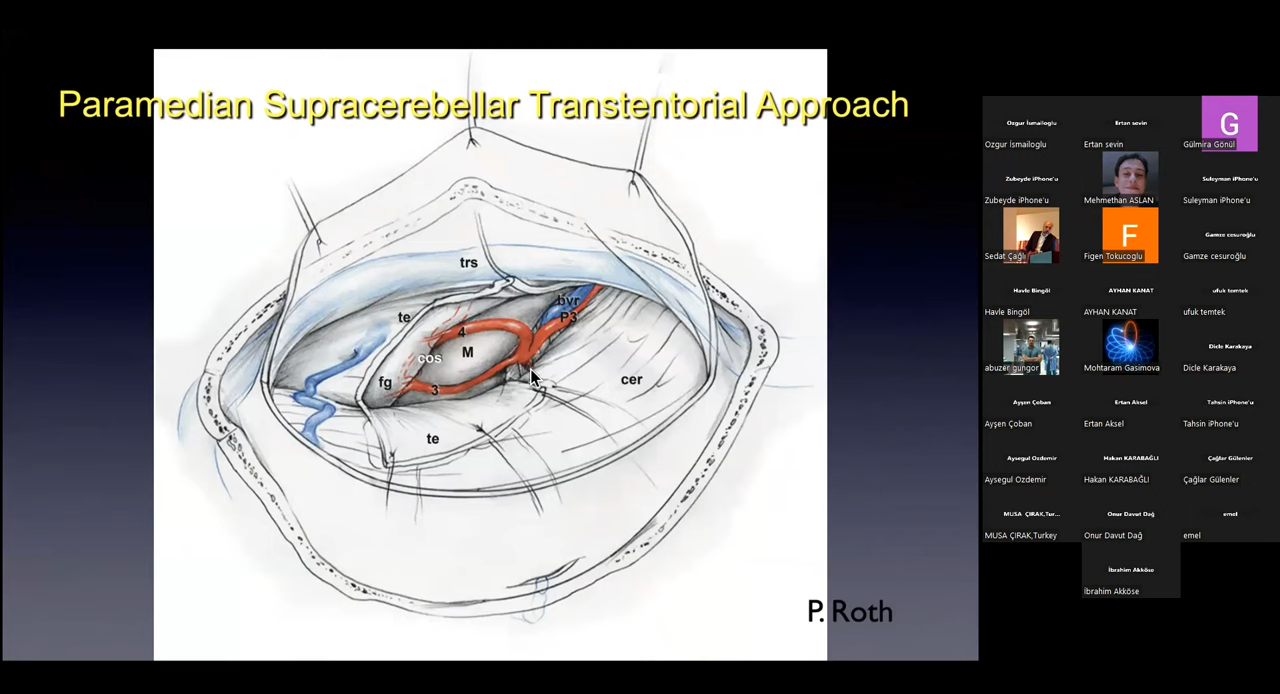 Paramedian Supracerebellar Transtentorial Approach
trs
te
bvr
P3
4
cos
M
fg
3
cer
te
P. Roth
Ozgur İsmailoglu
Ertan sevin
G
Ozgur İsmailoglu
Ertan sevin
Gülmira Gönül
Zubeyde iPhone'u
Suleyman iPhone'u
Zubeyde iPhone'u
Mehmethan ASLAN
Suleyman iPhone'u
F
Gamze cesuroğlu
Sedat Çağlı
Figen Tokucoglu
Gamze cesuroğlu
Havle Bingöl
AYHAN KANAT
ufuk temtek
Havle Bingöl
AYHAN KANAT
ufuk temtek
Dicle Karakaya
abuzer gungor
Mohtaram Gasimova
Dicle Karakaya
Ayşen Çoban
Ertan Aksel
Tahsin iPhone'u
Ayşen Çoban
Ertan Aksel
Tahsin iPhone'u
Aysegul Ozdemir
Hakan KARABAĞLI
Çağlar Gülenler
Aysegul Ozdemir
Hakan KARABAĞLI
Çağlar Gülenler
MUSA ÇIRAK,Tur...
Onur Davut Dağ
emel
MUSA ÇIRAK,Turkey
Onur Davut Dağ
emel
İbrahim Akköse
İbrahim Akköse